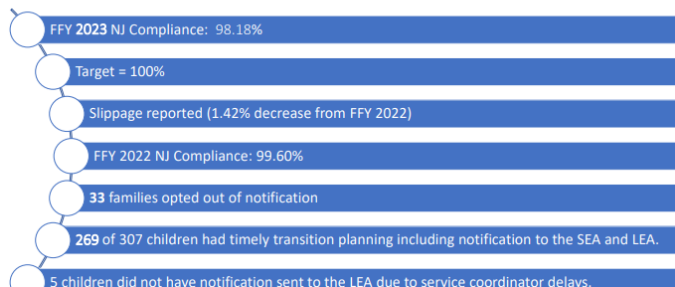 FFY 2023 NJ Compliance: 98.18%
Target = 100%
Slippage reported (1.42% decrease from FFY 2022)
FFY 2022 NJ Compliance: 99.60%
33 families opted out of notification
269 of 307 children had timely transition planning including notification to the SEA and LEA.
5 children did not have notification sent to the LEA due to service coordinator delays.